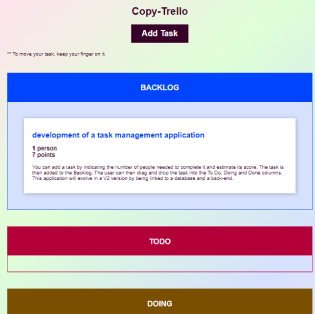 Copy-Trello
Add Task
** To move your task, keep your finger on it.
BACKLOG
development of a task management application
1 person
7 points
You can add a task by indicating the number of people needed to complete it and estimate its score. The task is
then added to the Backlog. The user can then drag and drop the task into the To Do, Doing and Done columns.
This application will evolve in a V2 version by being linked to a database and a back-end.
TODO
DOING